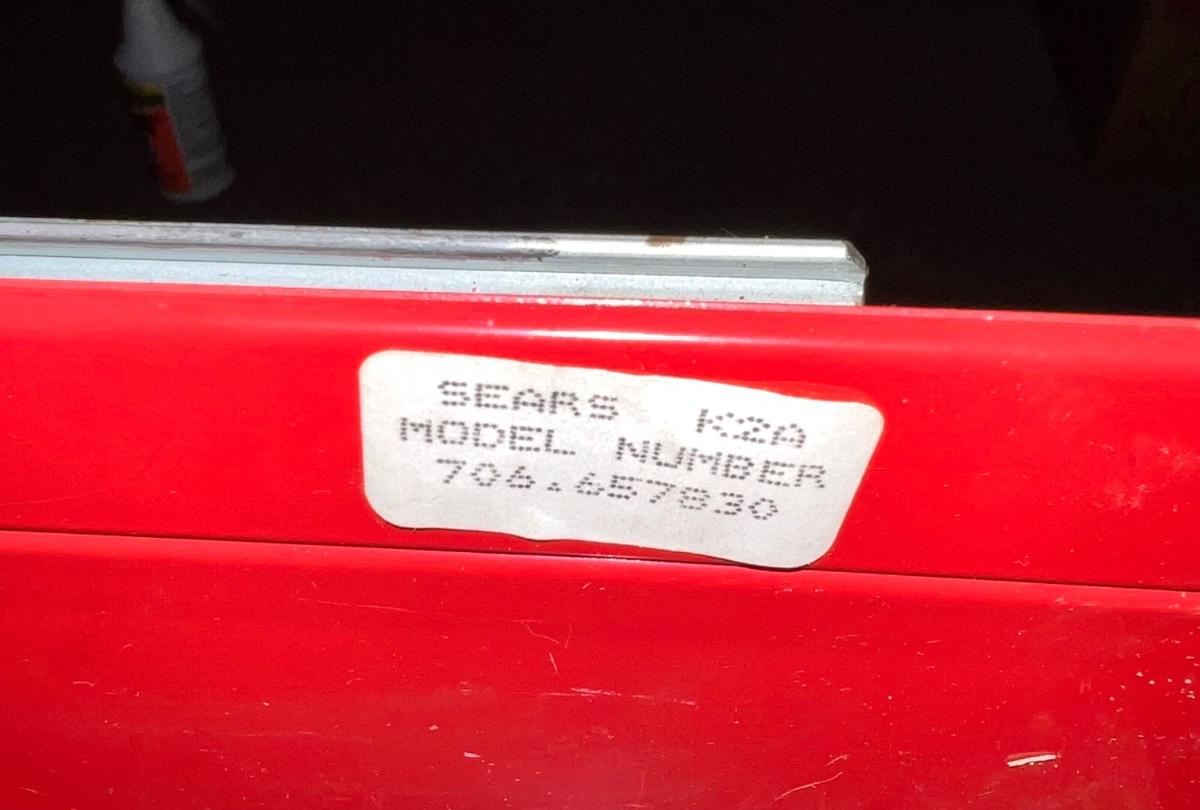 SEARS K2A
MODEL NUMBER
706.657830